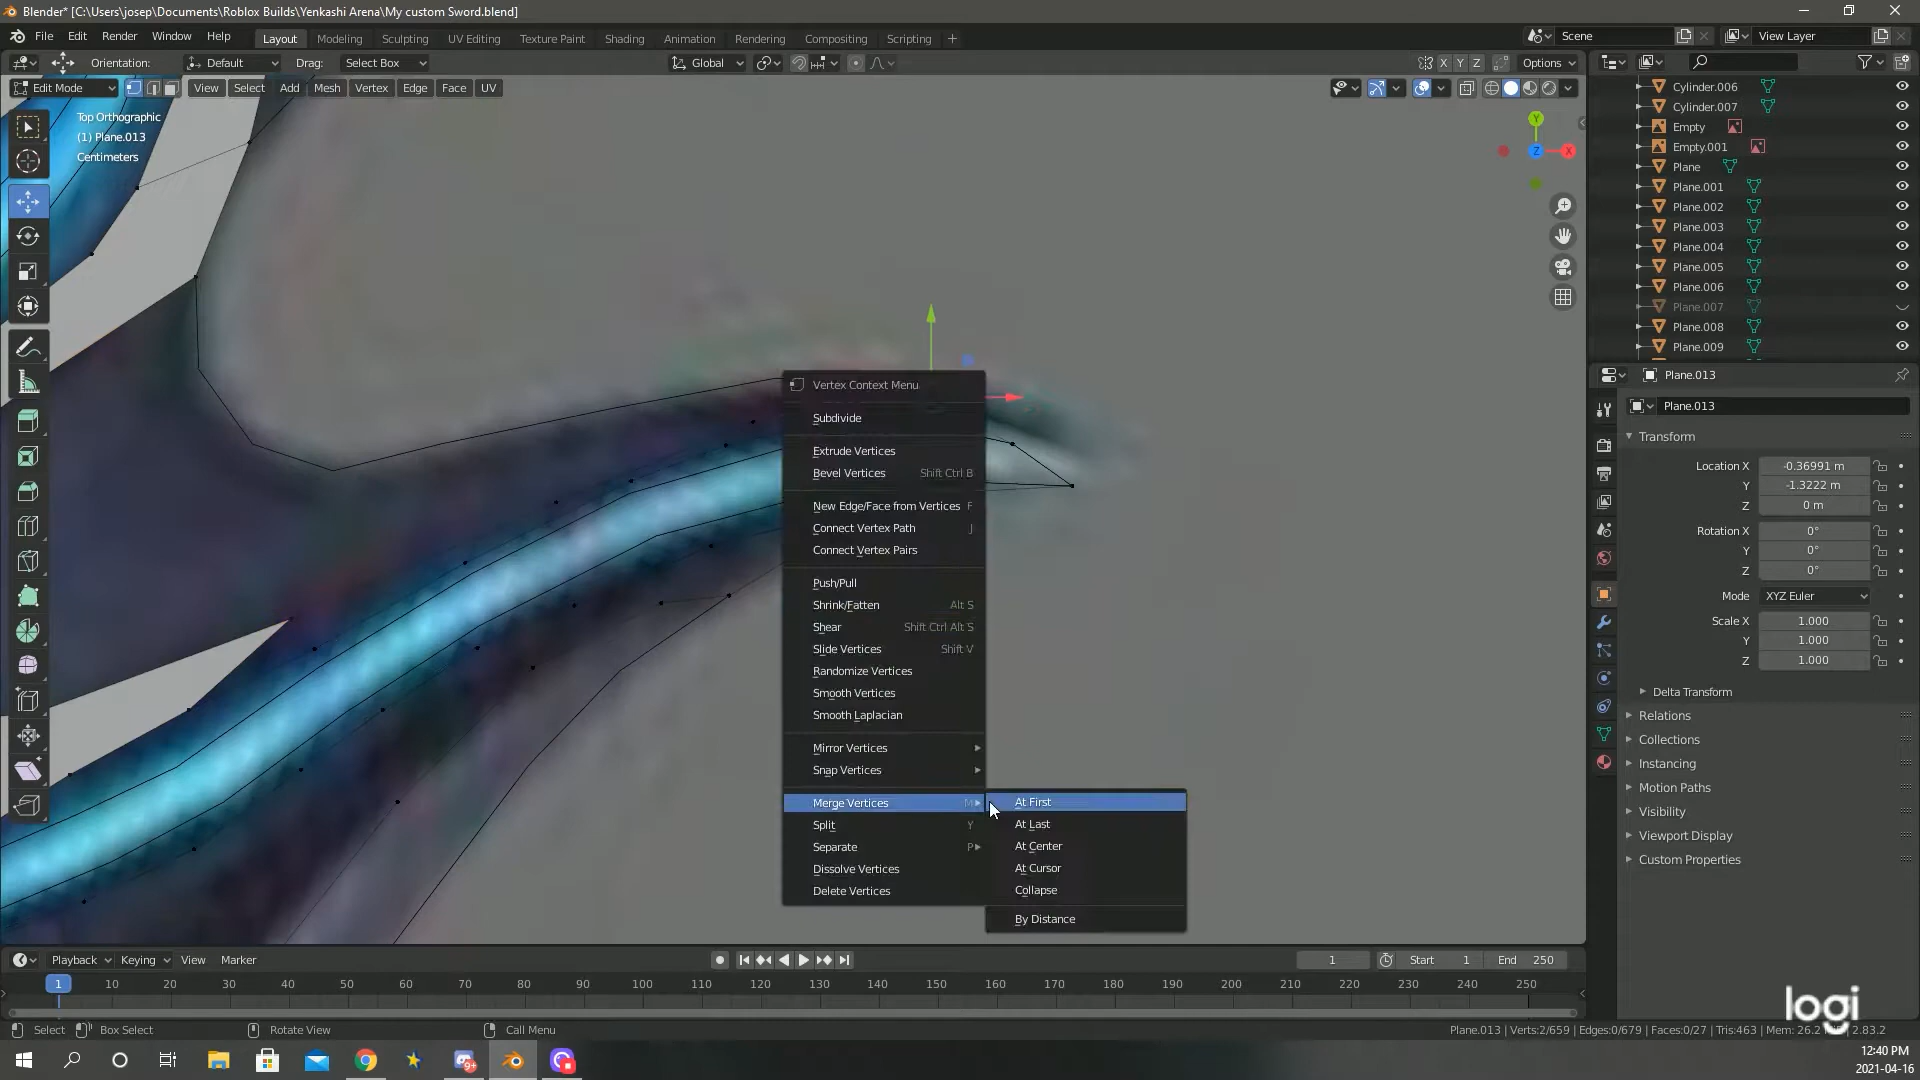 Blender* [C:\Users\josep\Documents\Roblox Builds\Yenkashi Arena\My custom Sword.blend]
File Edit Render Window Help Layout Modeling Sculpting UV Editing Texture Paint Shading Animation Rendering Compositing Scripting + Scene View Layer
Orientation: Default Drag: Select Box Global X Y Z Options
Edit Mode View Select Add Mesh Vertex Edge Face UV
Top Orthographic
(1) Plane.013
Centimeters
Y
Z
X
Cylinder.006
Cylinder.007
Empty
Empty.001
Plane
Plane.001
Plane.002
Plane.003
Plane.004
Plane.005
Plane.006
Plane.007
Plane.008
Plane.009
Plane.013
Plane.013
Transform
Location X -0.36991 m
Y -1.3222 m
Z 0 m
Rotation X 0°
Y 0°
Z 0°
Mode XYZ Euler
Scale X 1.000
Y 1.000
Z 1.000
Delta Transform
Relations
Collections
Instancing
Motion Paths
Visibility
Viewport Display
Custom Properties
Vertex Context Menu
Subdivide
Extrude Vertices
Bevel Vertices Shift Ctrl B
New Edge/Face from Vertices F
Connect Vertex Path J
Connect Vertex Pairs
Push/Pull
Shrink/Fatten Alt S
Shear Shift Ctrl Alt S
Slide Vertices Shift V
Randomize Vertices
Smooth Vertices
Smooth Laplacian
Mirror Vertices
Snap Vertices
Merge Vertices M
Split Y
Separate P
Dissolve Vertices
Delete Vertices
At First
At Last
At Center
At Cursor
Collapse
By Distance
Playback Keying View Marker 1 Start 1 End 250
1 10 20 30 40 50 60 70 80 90 100 110 120 130 140 150 160 170 180 190 200 210 220 230 240 250
logi
Select Box Select Rotate View Call Menu Plane.013 | Verts:2/659 | Edges:0/679 | Faces:0/27 | Tris:463 | Mem: 26.2 2.83.2
9+
12:40 PM
2021-04-16